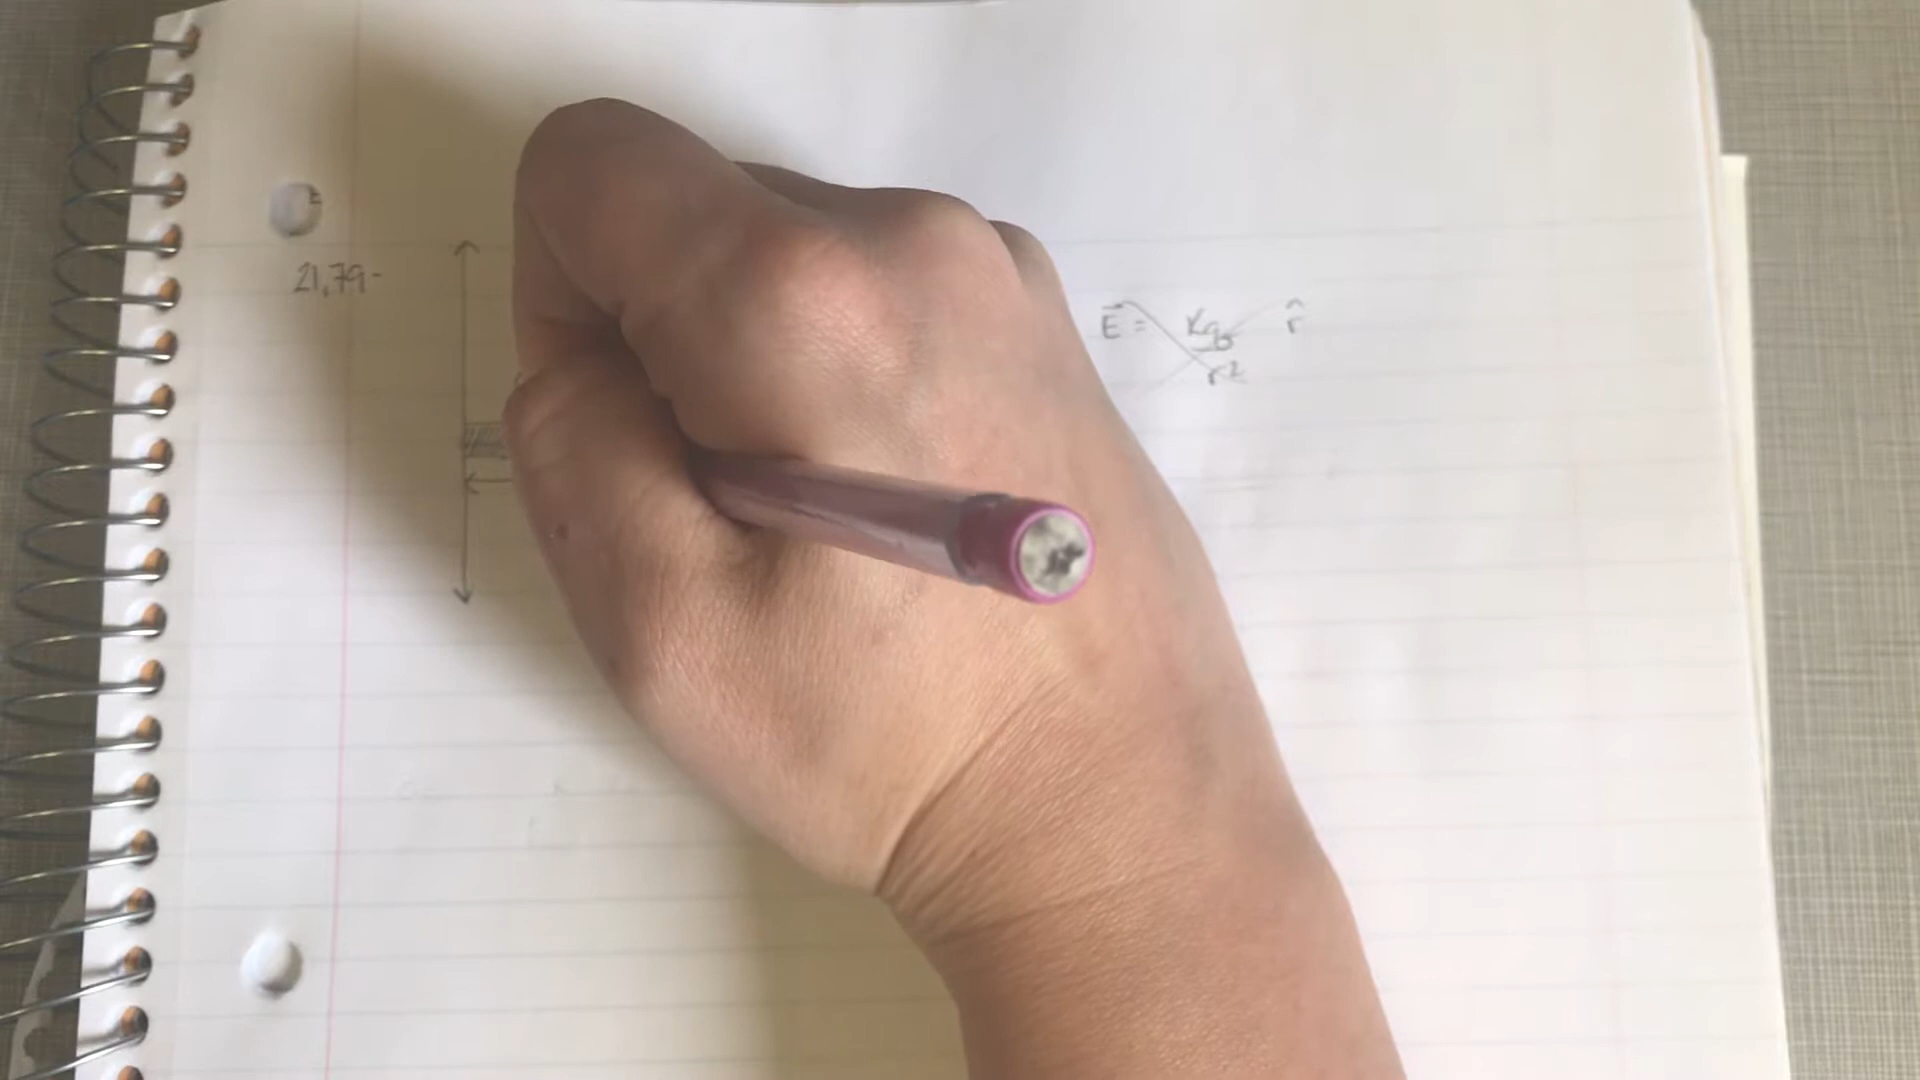 21,79-
E⃗ = Kq/r² r̂